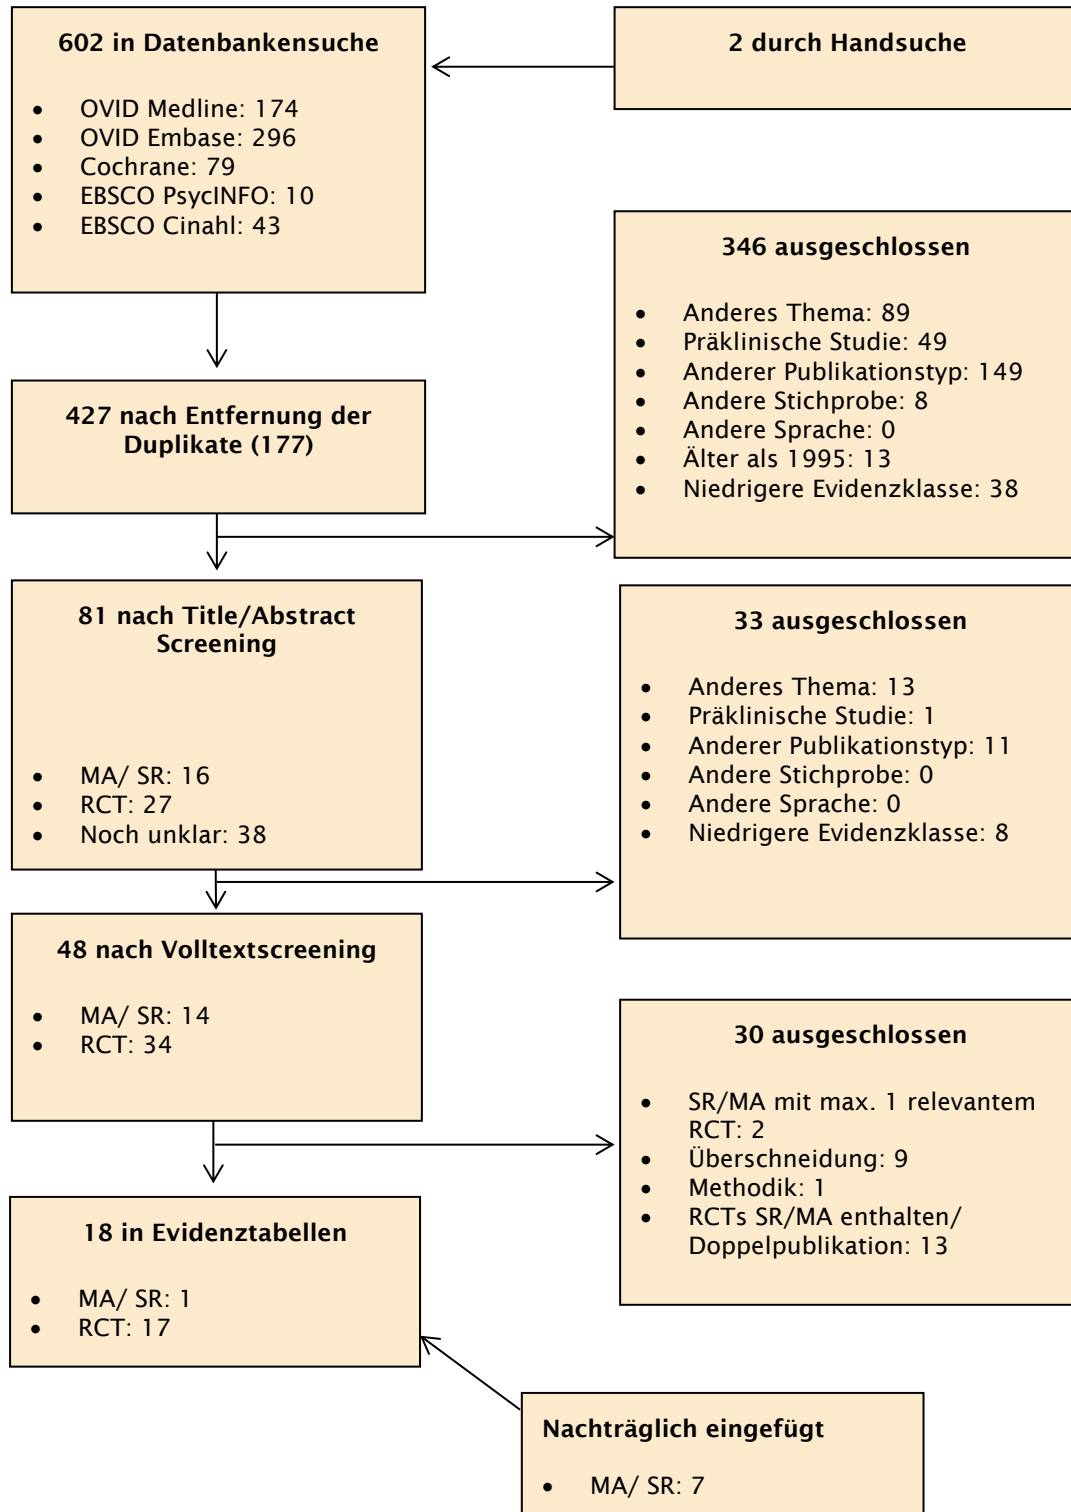 602 in Datenbankensuche
• OVID Medline: 174
• OVID Embase: 296
• Cochrane: 79
• EBSCO PsycINFO: 10
• EBSCO Cinahl: 43
2 durch Handsuche
427 nach Entfernung der
Duplikate (177)
346 ausgeschlossen
• Anderes Thema: 89
• Präklinische Studie: 49
• Anderer Publikationstyp: 149
• Andere Stichprobe: 8
• Andere Sprache: 0
• Älter als 1995: 13
• Niedrigere Evidenzklasse: 38
81 nach Title/Abstract
Screening
• MA/ SR: 16
• RCT: 27
• Noch unklar: 38
33 ausgeschlossen
• Anderes Thema: 13
• Präklinische Studie: 1
• Anderer Publikationstyp: 11
• Andere Stichprobe: 0
• Andere Sprache: 0
• Niedrigere Evidenzklasse: 8
48 nach Volltextscreening
• MA/ SR: 14
• RCT: 34
30 ausgeschlossen
• SR/MA mit max. 1 relevantem
RCT: 2
• Überschneidung: 9
• Methodik: 1
• RCTs SR/MA enthalten/
Doppelpublikation: 13
18 in Evidenztabellen
• MA/ SR: 1
• RCT: 17
Nachträglich eingefügt
• MA/ SR: 7